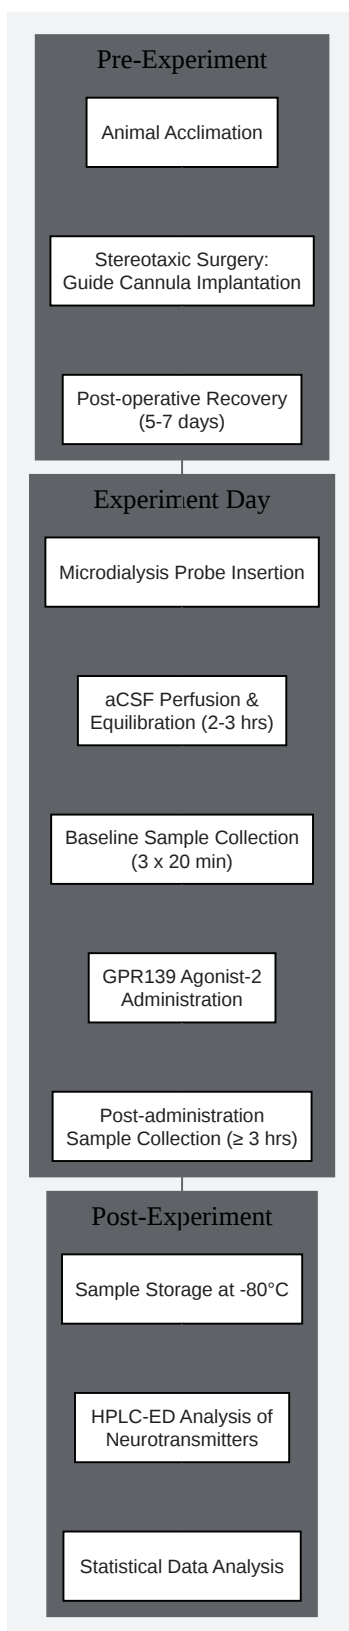 Pre-Experiment
Animal Acclimation
Stereotaxic Surgery:
Guide Cannula Implantation
Post-operative Recovery
(5-7 days)
Experiment Day
Microdialysis Probe Insertion
aCSF Perfusion &
Equilibration (2-3 hrs)
Baseline Sample Collection
(3 x 20 min)
GPR139 Agonist-2
Administration
Post-administration
Sample Collection (≥ 3 hrs)
Post-Experiment
Sample Storage at -80°C
HPLC-ED Analysis of
Neurotransmitters
Statistical Data Analysis